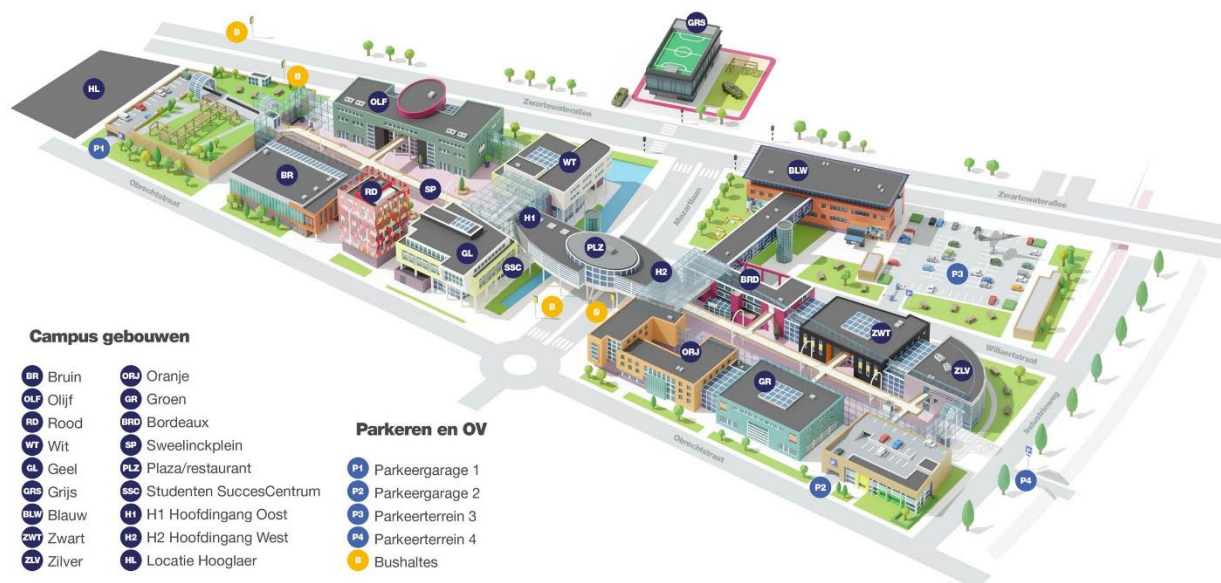 GRS
B
B
HL
OLF
Zwartewaterallee
P1
WT
BLW
BR
RD
SP
Mozartlaan
Zwartewaterallee
Obrechtstraat
H1
PLZ
GL
SSC
H2
BRD
P3
B
B
ZWT
Wilbertstraat
ORJ
ZLV
GR
Industrieweg
Obrechtstraat
P2
P4
Campus gebouwen
BR Bruin
OLF Olijf
RD Rood
WT Wit
GL Geel
GRS Grijs
BLW Blauw
ZWT Zwart
ZLV Zilver
ORJ Oranje
GR Groen
BRD Bordeaux
SP Sweelinckplein
PLZ Plaza/restaurant
SSC Studenten SuccesCentrum
H1 H1 Hoofdingang Oost
H2 H2 Hoofdingang West
HL Locatie Hooglaer
Parkeren en OV
P1 Parkeergarage 1
P2 Parkeergarage 2
P3 Parkeerterrein 3
P4 Parkeerterrein 4
B Bushaltes